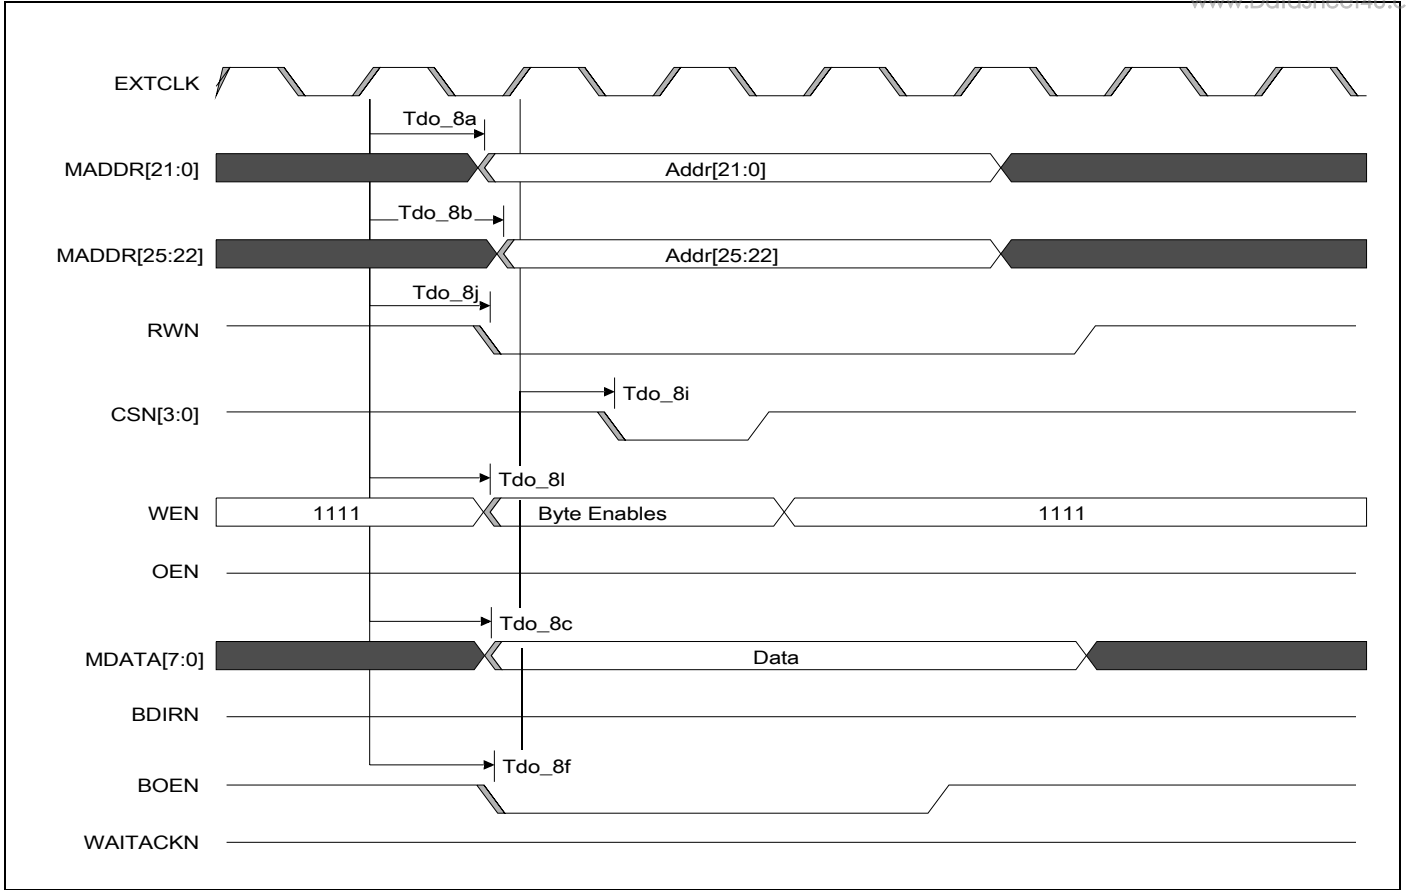 EXTCLK
Tdo_8a
MADDR[21:0]
Addr[21:0]
Tdo_8b
MADDR[25:22]
Addr[25:22]
Tdo_8j
RWN
Tdo_8i
CSN[3:0]
Tdo_8l
WEN 1111 Byte Enables 1111
OEN
Tdo_8c
MDATA[7:0] Data
BDIRN
Tdo_8f
BOEN
WAITACKN